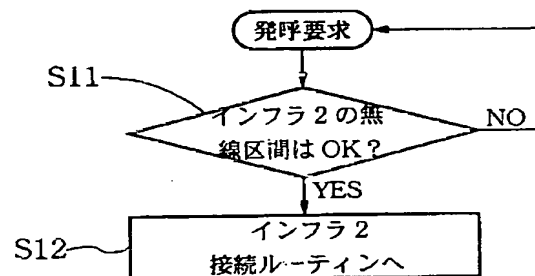 発呼要求
S11
インフラ2の無
線区間はOK?
NO
YES
S12
インフラ2
接続ルーティンへ